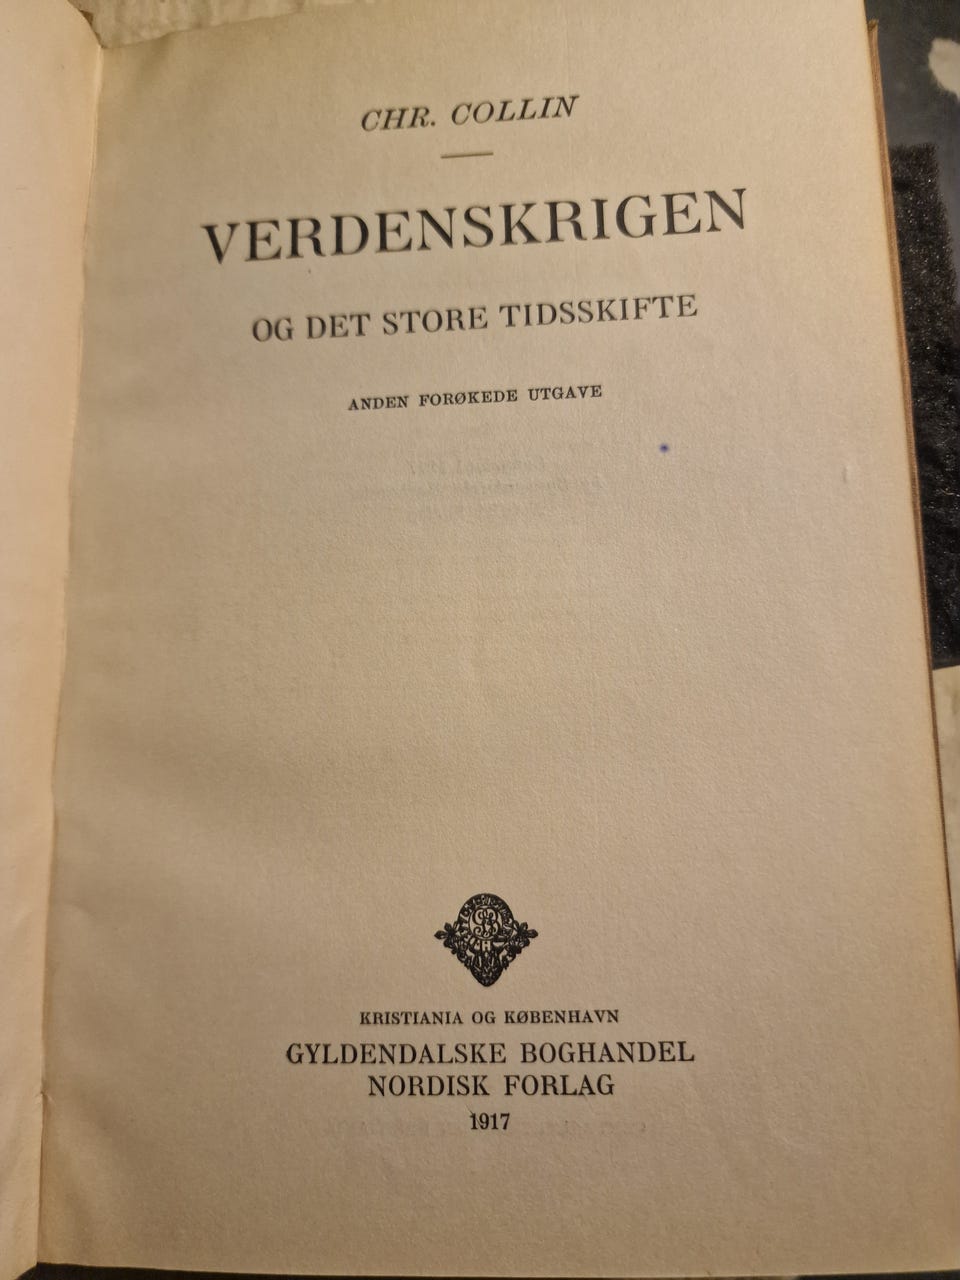 CHR. COLLIN
VERDENSKRIGEN
OG DET STORE TIDSSKIFTE
ANDEN FORØKEDE UTGAVE
KRISTIANIA OG KØBENHAVN
GYLDENDALSKE BOGHANDEL
NORDISK FORLAG
1917